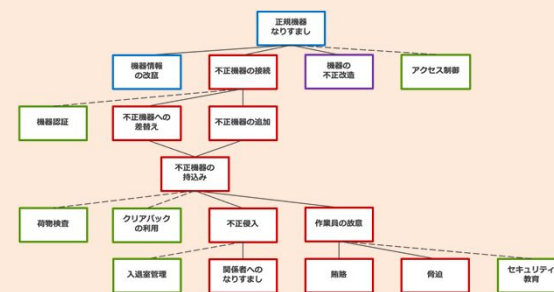 正規機器
なりすまし
機器情報
の改竄
不正機器の接続
機器の
不正改造
アクセス制御
機器認証
不正機器への
差替え
不正機器の追加
不正機器の
持込み
荷物検査
クリアパック
の利用
不正侵入
作業員の故意
入退室管理
関係者への
なりすまし
賄賂
脅迫
セキュリティ
教育